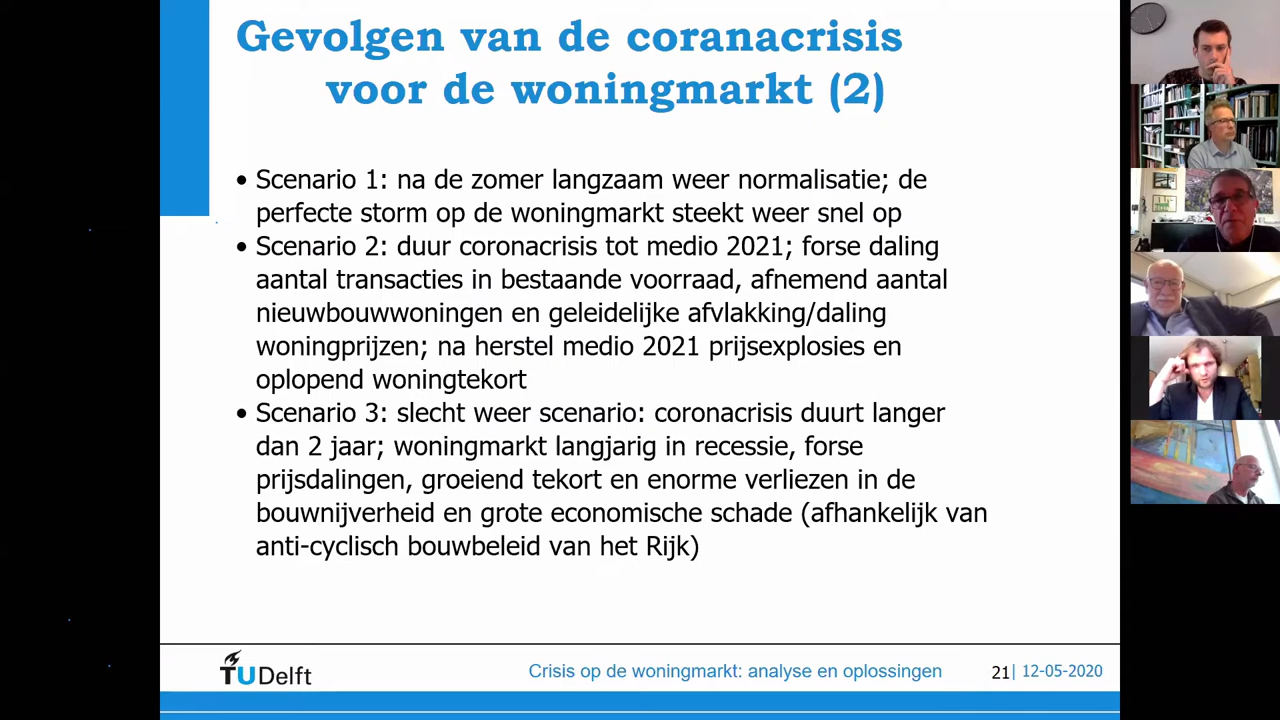 Gevolgen van de coranacrisis
voor de woningmarkt (2)
• Scenario 1: na de zomer langzaam weer normalisatie; de
perfecte storm op de woningmarkt steekt weer snel op
• Scenario 2: duur coronacrisis tot medio 2021; forse daling
aantal transacties in bestaande voorraad, afnemend aantal
nieuwbouwwoningen en geleidelijke afvlakking/daling
woningprijzen; na herstel medio 2021 prijsexplosies en
oplopend woningtekort
• Scenario 3: slecht weer scenario: coronacrisis duurt langer
dan 2 jaar; woningmarkt langjarig in recessie, forse
prijsdalingen, groeiend tekort en enorme verliezen in de
bouwnijverheid en grote economische schade (afhankelijk van
anti-cyclisch bouwbeleid van het Rijk)
TU Delft
Crisis op de woningmarkt: analyse en oplossingen
21 | 12-05-2020